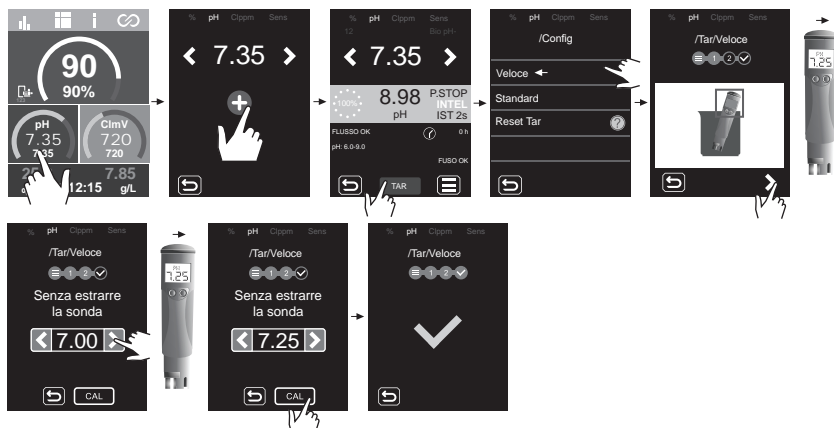 90
90%
pH
7.35
7.35
ClmV
720
720
7.85
12:15
g/L
% pH Clppm Sens
7.35
% pH Clppm Sens
12 Bio pH-
7.35
100%
8.98
pH
P.STOP
INTEL
IST 2s
FLUSSO OK
0 h
pH: 6.0-9.0
FUSO OK
TAR
% pH Clppm Sens
/Config
Veloce
Standard
Reset Tar ?
% pH Clppm Sens
/Tar/Veloce
1 2
PH
7.25
% pH Clppm Sens
/Tar/Veloce
1 2
Senza estrarre
la sonda
7.00
CAL
PH
7.25
% pH Clppm Sens
/Tar/Veloce
1 2
Senza estrarre
la sonda
7.25
CAL
% pH Clppm Sens
/Tar/Veloce
1 2